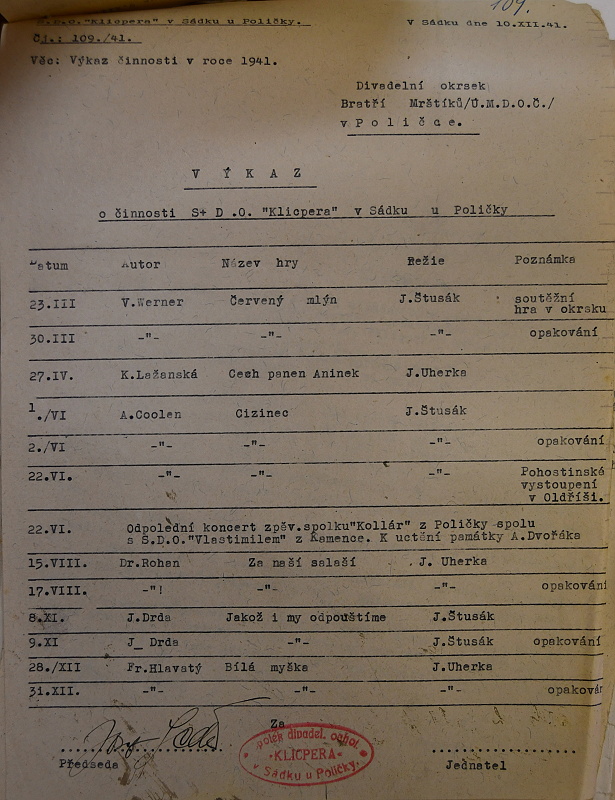 109.
S.D.O."Klicpera" v Sádku u Poličky. V Sádku dne 10.XII.41.
Čj.: 109./41.
Věc: Výkaz činnosti v roce 1941.
Divadelní okrsek
Bratří Mrštíků/Ú.M.D.O.Č./
v P o l i č c e.
V Ý K A Z
o činnosti S+ D .O. "Klicpera" v Sádku u Poličky
Datum Autor Název hry Režie Poznámka
23.III V.Werner Červený mlýn J.Štusák soutěžní
hra v okrsku
30.III -"- -"- -"- opakování
27.IV. K.Lažanská Cech panen Aninek J.Uherka
1./VI A.Coolen Cizinec J.Štusák
2./VI -"- -"- -"- opakování
22.VI. -"- -"- -"- Pohostinské
vystoupení
v Oldříši.
22.VI. Odpolední koncert zpěv.spolku"Kollár" z Poličky spolu
s S.D.O."Vlastimilem" z Kamence. K uctění památky A.Dvořáka
15.VIII. Dr.Rohan Za naší salaší . J. Uherka
17.VIII. -"! -"- -"- opakování
8.XI. J.Drda Jakož i my odpouštíme J.Štusák
9.XI J_ Drda -"- J.Štusák opakování
28./XII Fr.Hlavatý Bílá myška J.Uherka
31.XII. -"- -"- -"- opakován
Za
Spolek divadel. ochot.
•KLICPERA•
v Sádku u Poličky.
Předseda Jednatel